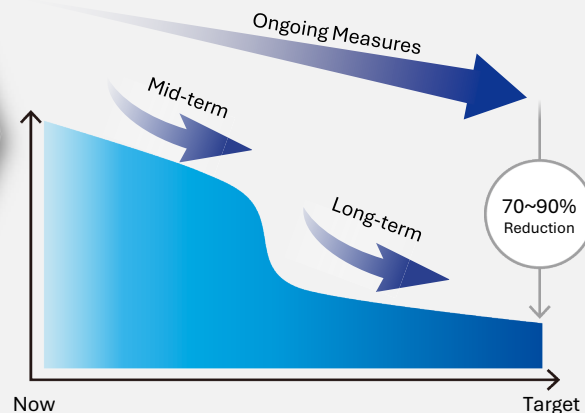 Ongoing Measures
Mid-term
Long-term
70~90%
Reduction
Now
Target